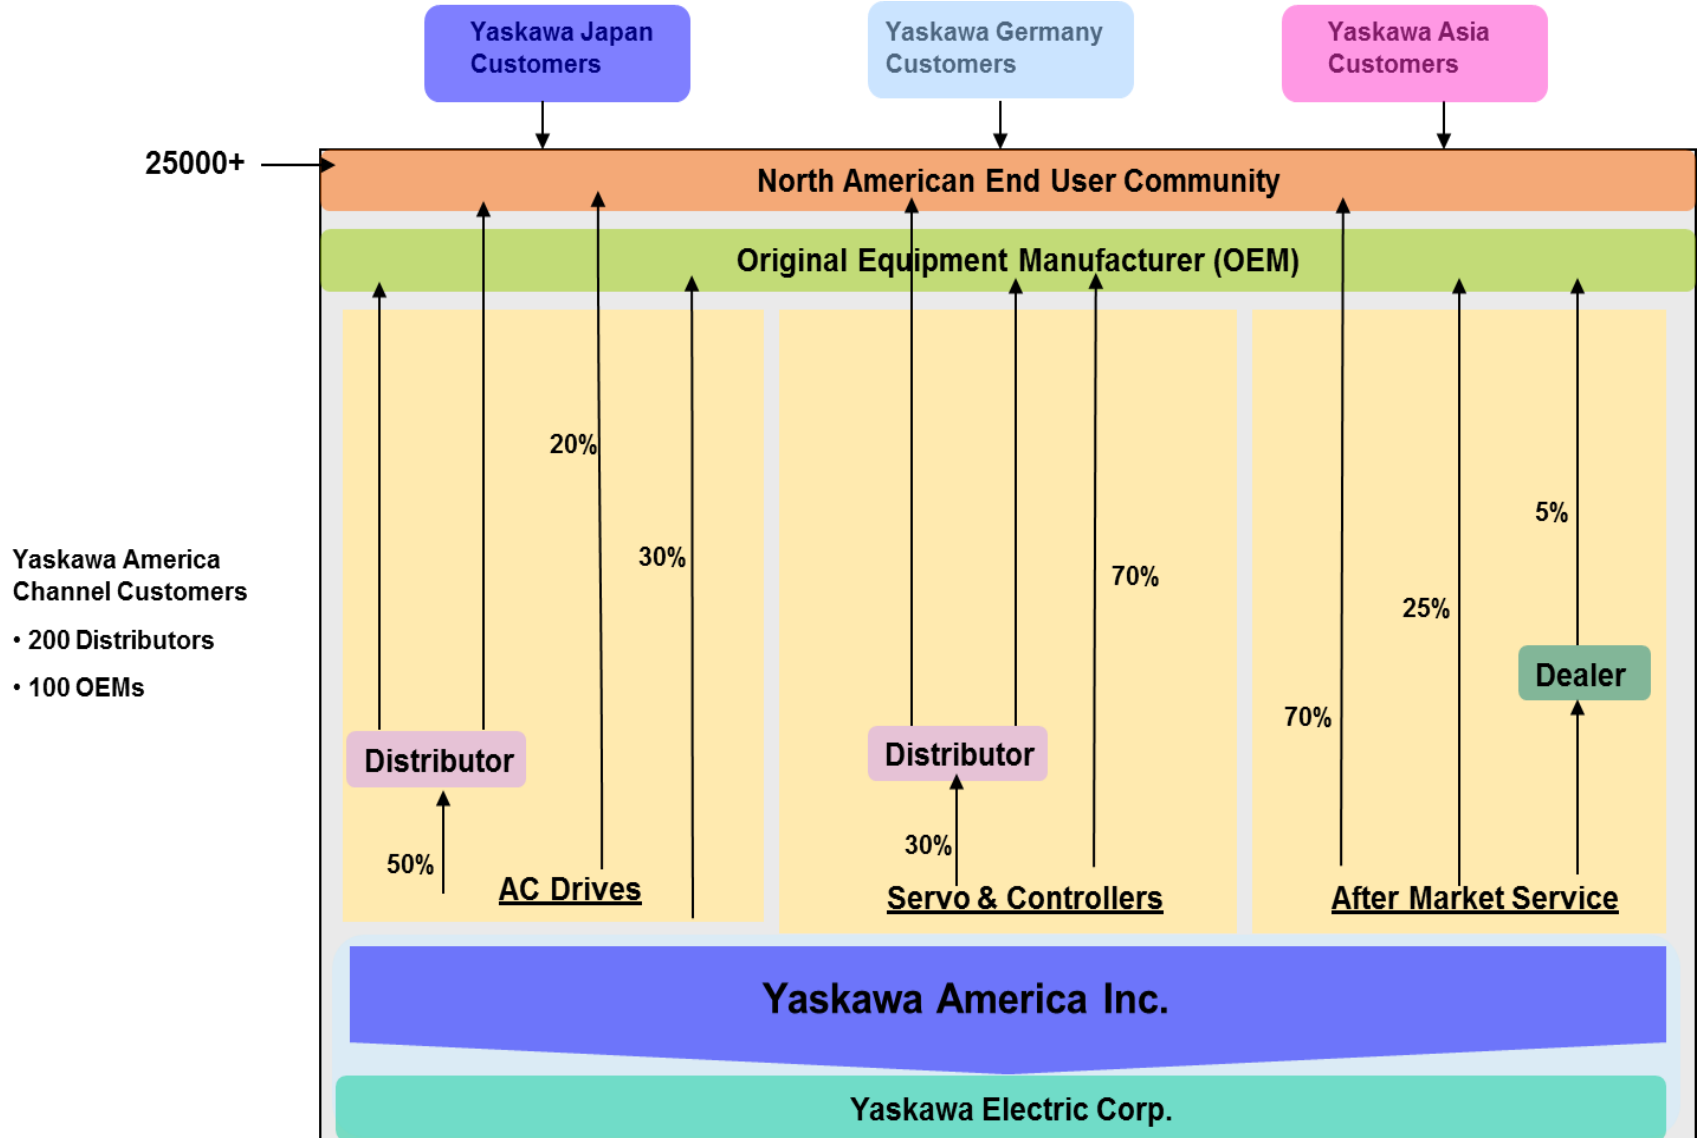 Yaskawa Japan
Customers
Yaskawa Germany
Customers
Yaskawa Asia
Customers
25000+
North American End User Community
Original Equipment Manufacturer (OEM)
20%
30%
70%
5%
25%
70%
Yaskawa America
Channel Customers
• 200 Distributors
• 100 OEMs
Dealer
Distributor
Distributor
50%
30%
AC Drives
Servo & Controllers
After Market Service
Yaskawa America Inc.
Yaskawa Electric Corp.